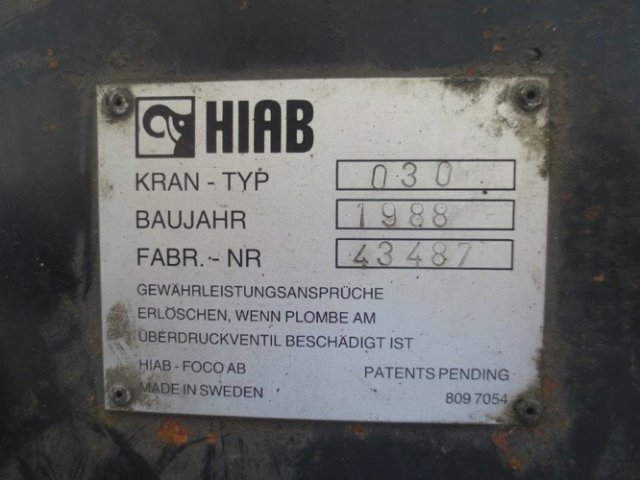 HIAB
KRAN - TYP 030
BAUJAHR 1988
FABR.- NR 43487
GEWÄHRLEISTUNGSANSPRÜCHE
ERLÖSCHEN, WENN PLOMBE AM
ÜBERDRUCKVENTIL BESCHÄDIGT IST
HIAB - FOCO AB PATENTS PENDING
MADE IN SWEDEN 809 7054